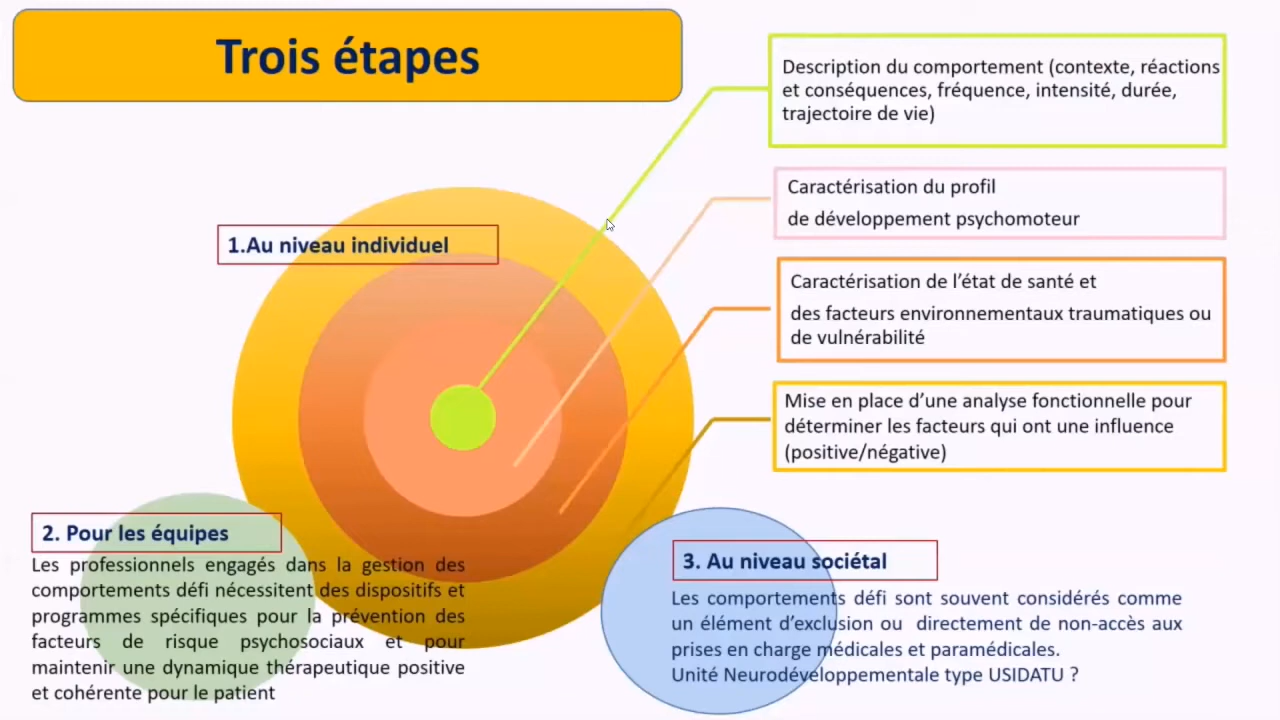 Trois étapes
Description du comportement (contexte, réactions
et conséquences, fréquence, intensité, durée,
trajectoire de vie)
Caractérisation du profil
de développement psychomoteur
1.Au niveau individuel
Caractérisation de l’état de santé et
des facteurs environnementaux traumatiques ou
de vulnérabilité
Mise en place d’une analyse fonctionnelle pour
déterminer les facteurs qui ont une influence
(positive/négative)
2. Pour les équipes
Les professionnels engagés dans la gestion des
comportements défi nécessitent des dispositifs et
programmes spécifiques pour la prévention des
facteurs de risque psychosociaux et pour
maintenir une dynamique thérapeutique positive
et cohérente pour le patient
3. Au niveau sociétal
Les comportements défi sont souvent considérés comme
un élément d’exclusion ou directement de non-accès aux
prises en charge médicales et paramédicales.
Unité Neurodéveloppementale type USIDATU ?